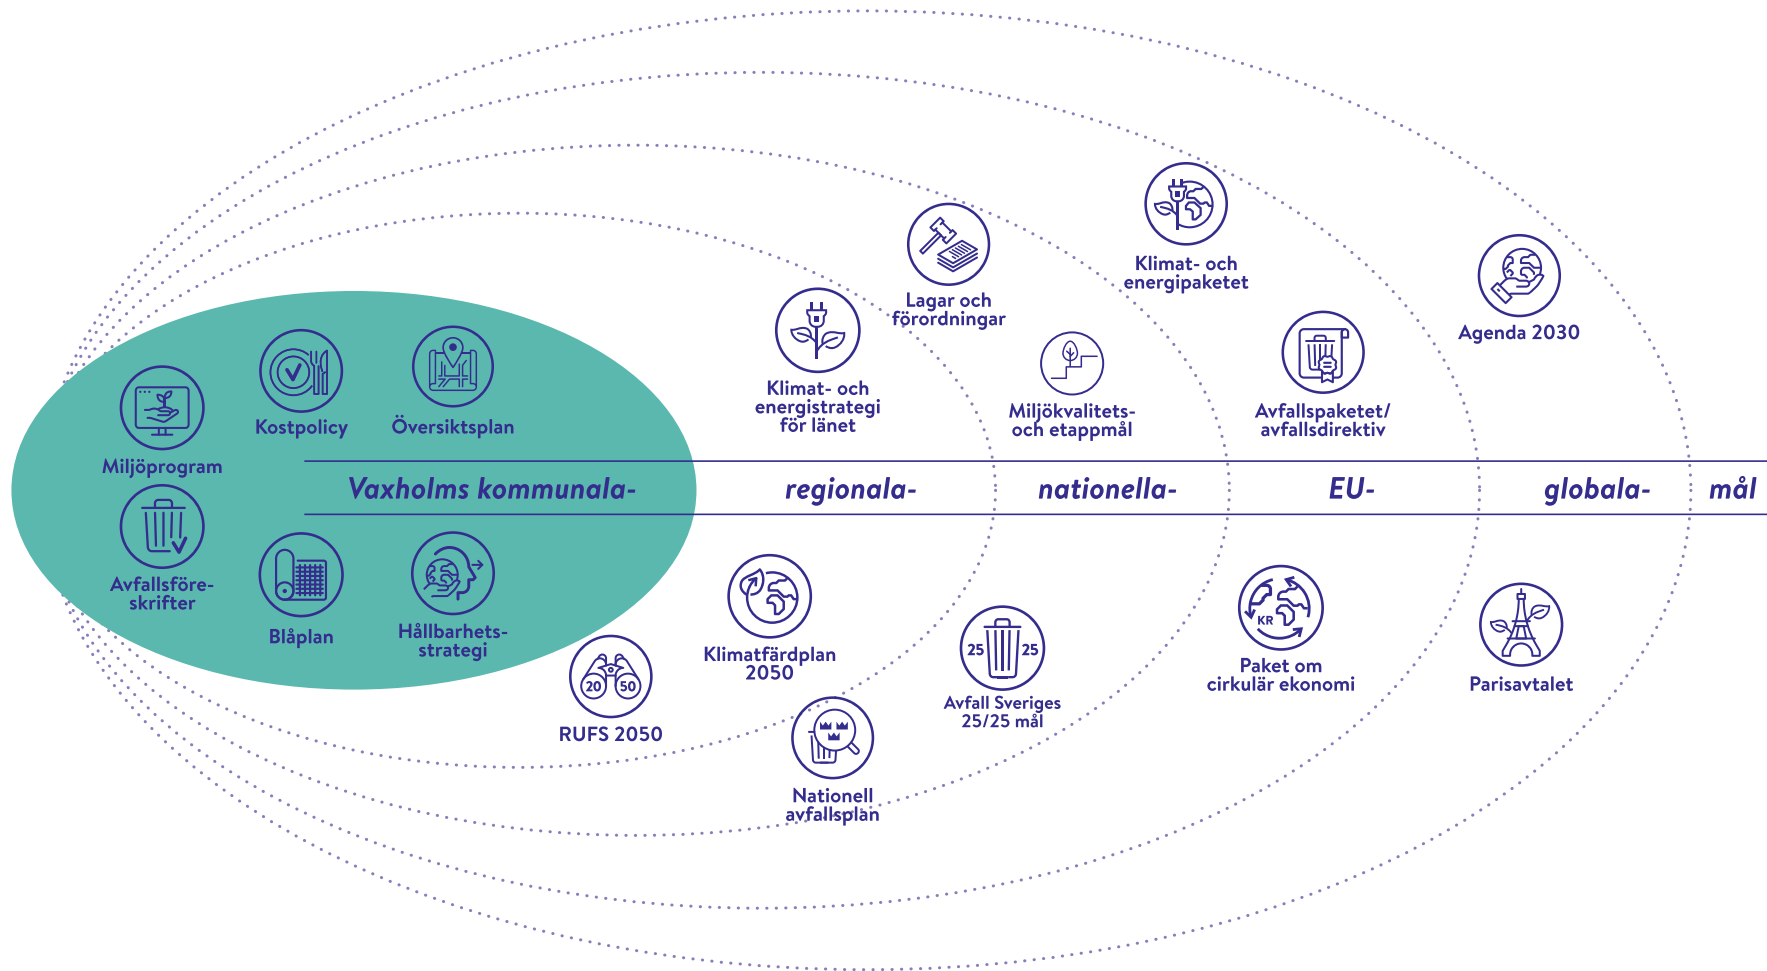 Miljöprogram
Kostpolicy
Översiktsplan
Avfallsföre-
skrifter
Blåplan
Hållbarhets-
strategi
Vaxholms kommunala-
regionala-
nationella-
EU-
globala-
mål
Klimat- och
energistrategi
för länet
20 50
RUFS 2050
Klimatfärdplan
2050
Lagar och
förordningar
Miljökvalitets-
och etappmål
Nationell
avfallsplan
25 25
Avfall Sveriges
25/25 mål
Klimat- och
energipaketet
Avfallspaketet/
avfallsdirektiv
KR
Paket om
cirkulär ekonomi
Agenda 2030
Parisavtalet